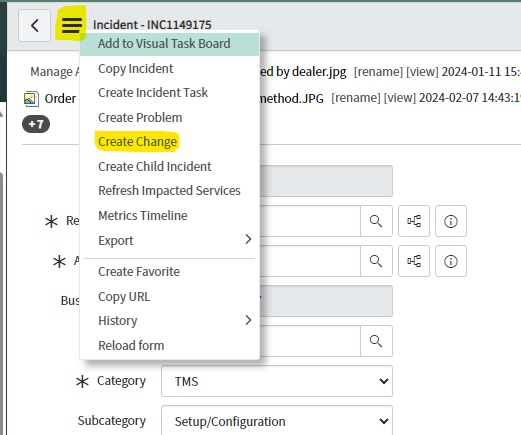 Incident - INC1149175
Add to Visual Task Board
Manage A
ed by dealer.jpg [rename] [view] 2024-01-11 15:4
Copy Incident
Create Incident Task
Order
method.JPG [rename] [view] 2024-02-07 14:43:19
Create Problem
+7
Create Change
Create Child Incident
Refresh Impacted Services
Metrics Timeline
Re
Export
A
Create Favorite
Copy URL
Bus
History
Reload form
Category
TMS
Subcategory
Setup/Configuration